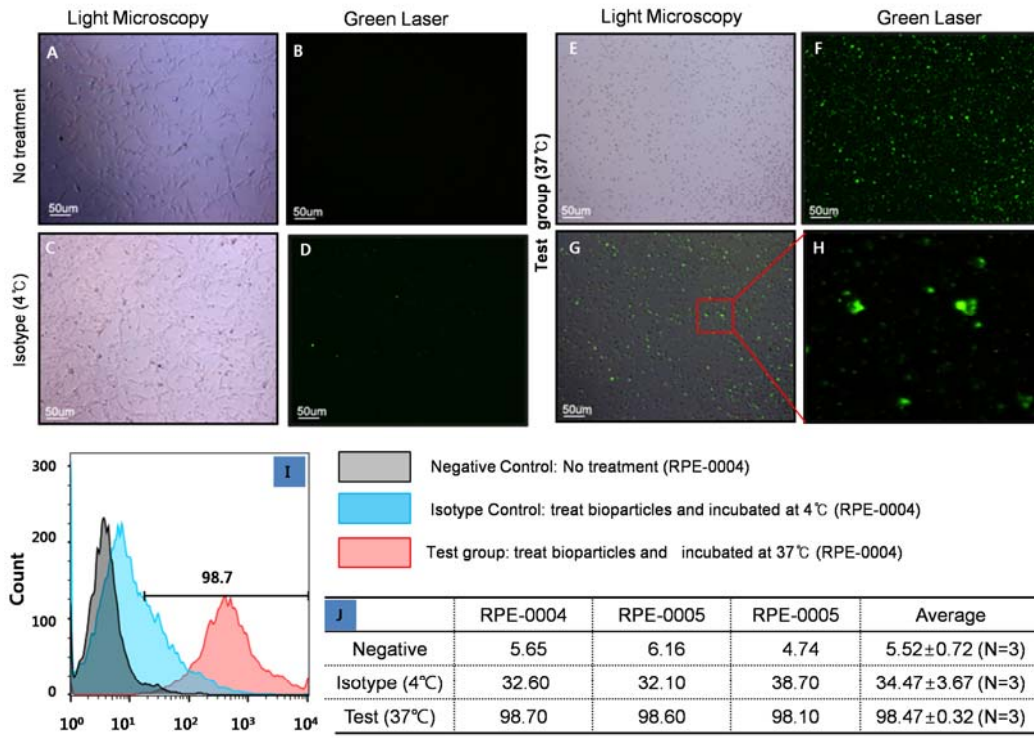 Light Microscopy
Green Laser
Light Microscopy
Green Laser
No treatment
A
50um
B
50um
Isotype (4℃)
C
50um
D
50um
Test group (37℃)
E
50um
F
50um
G
50um
H
I
300
200
100
0
Count
98.7
10⁰ 10¹ 10² 10³ 10⁴
Negative Control: No treatment (RPE-0004)
Isotype Control: treat bioparticles and incubated at 4℃ (RPE-0004)
Test group: treat bioparticles and incubated at 37℃ (RPE-0004)
J RPE-0004 RPE-0005 RPE-0005 Average
Negative 5.65 6.16 4.74 5.52±0.72 (N=3)
Isotype (4℃) 32.60 32.10 38.70 34.47±3.67 (N=3)
Test (37℃) 98.70 98.60 98.10 98.47±0.32 (N=3)